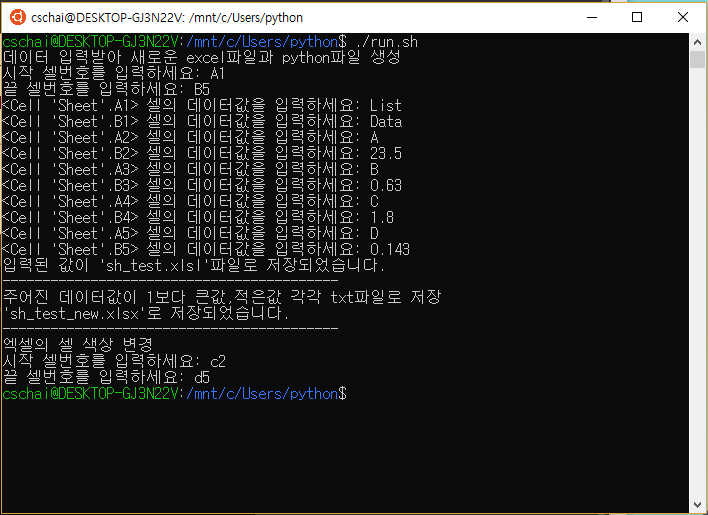 cschai@DESKTOP-GJ3N22V: /mnt/c/Users/python
cschai@DESKTOP-GJ3N22V:/mnt/c/Users/python$ ./run.sh
데이터 입력받아 새로운 excel파일과 python파일 생성
시작 셀번호를 입력하세요: A1
끝 셀번호를 입력하세요: B5
<Cell 'Sheet'.A1> 셀의 데이터값을 입력하세요: List
<Cell 'Sheet'.B1> 셀의 데이터값을 입력하세요: Data
<Cell 'Sheet'.A2> 셀의 데이터값을 입력하세요: A
<Cell 'Sheet'.B2> 셀의 데이터값을 입력하세요: 23.5
<Cell 'Sheet'.A3> 셀의 데이터값을 입력하세요: B
<Cell 'Sheet'.B3> 셀의 데이터값을 입력하세요: 0.63
<Cell 'Sheet'.A4> 셀의 데이터값을 입력하세요: C
<Cell 'Sheet'.B4> 셀의 데이터값을 입력하세요: 1.8
<Cell 'Sheet'.A5> 셀의 데이터값을 입력하세요: D
<Cell 'Sheet'.B5> 셀의 데이터값을 입력하세요: 0.143
입력된 값이 'sh_test.xlsl'파일로 저장되었습니다.
------------------------------------------
주어진 데이터값이 1보다 큰값,적은값 각각 txt파일로 저장
'sh_test_new.xlsx'로 저장되었습니다.
------------------------------------------
엑셀의 셀 색상 변경
시작 셀번호를 입력하세요: c2
끝 셀번호를 입력하세요: d5
cschai@DESKTOP-GJ3N22V:/mnt/c/Users/python$